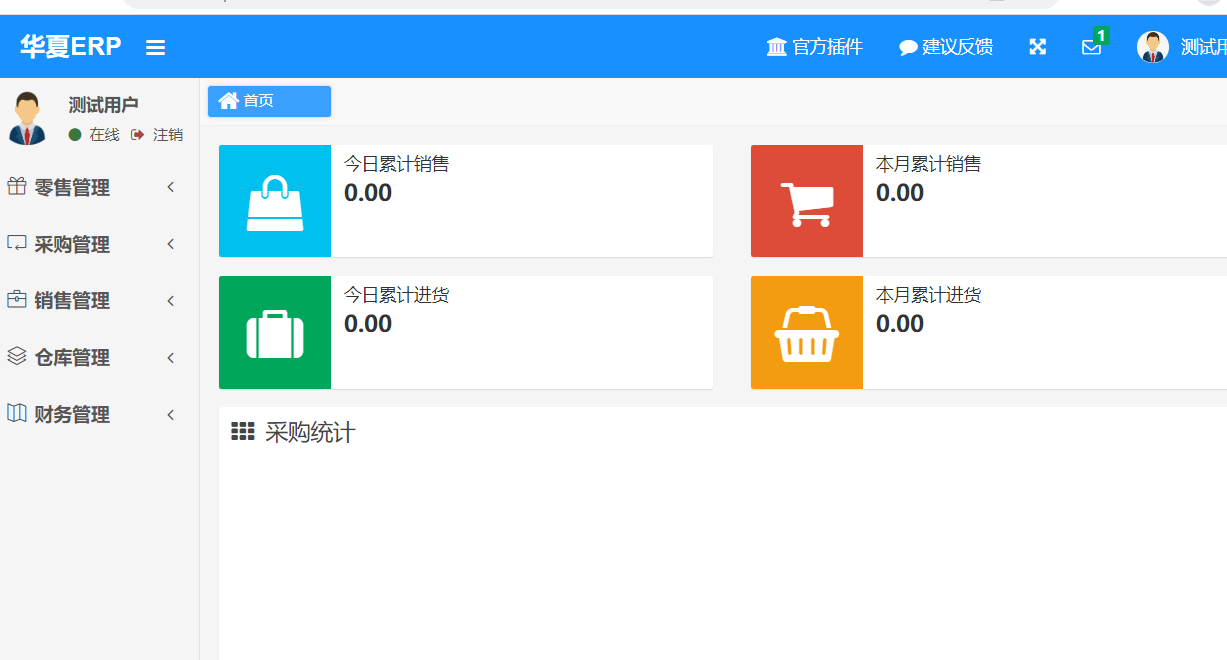 华夏ERP
官方插件
建议反馈
1
测试用
测试用户
在线
注销
首页
零售管理
采购管理
销售管理
仓库管理
财务管理
今日累计销售
0.00
本月累计销售
0.00
今日累计进货
0.00
本月累计进货
0.00
采购统计